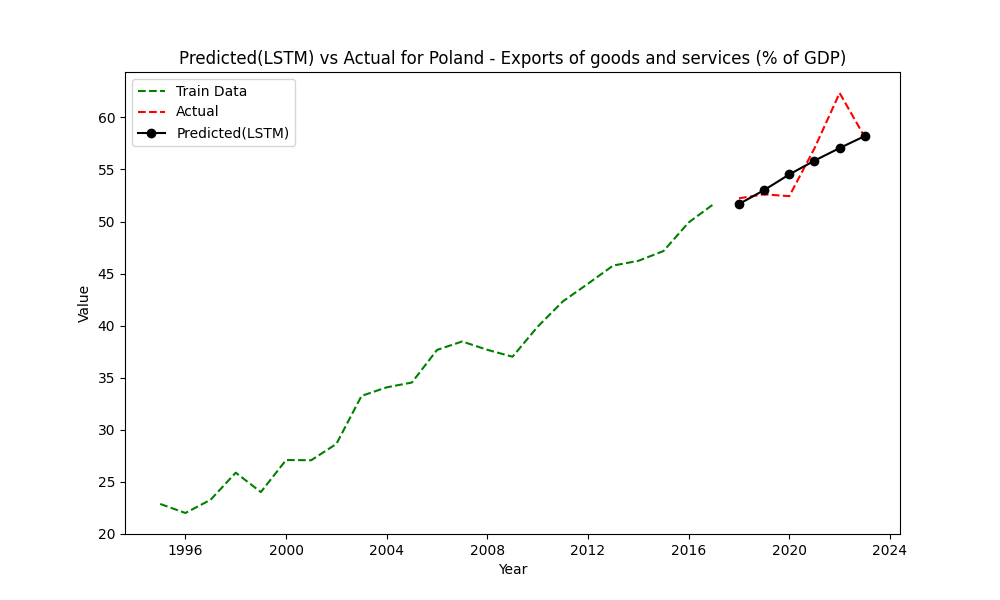 Predicted(LSTM) vs Actual for Poland - Exports of goods and services (% of GDP)
Train Data
Actual
Predicted(LSTM)
Value
60
55
50
45
40
35
30
25
20
1996 2000 2004 2008 2012 2016 2020 2024
Year